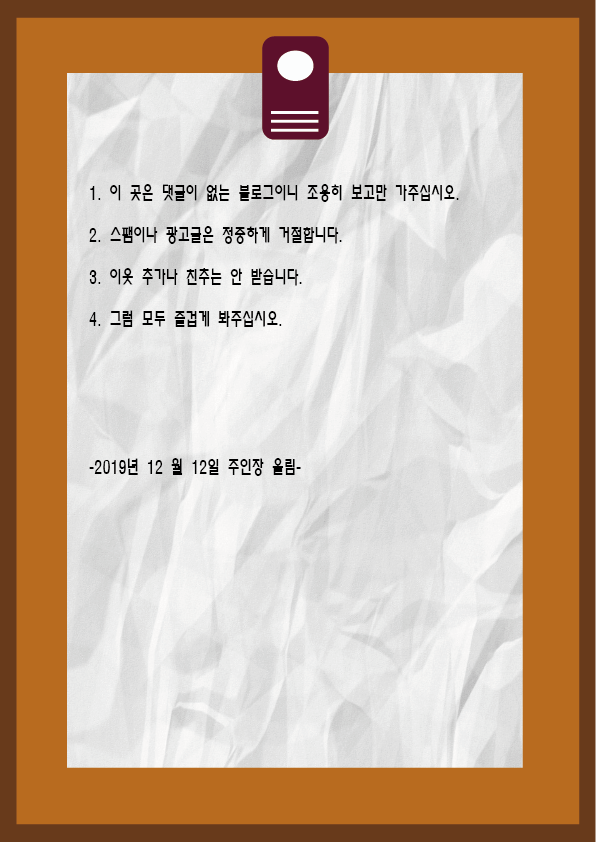 1. 이 곳은 댓글이 없는 블로그이니 조용히 보고만 가주십시오.
2. 스팸이나 광고글은 정중하게 거절합니다.
3. 이웃 추가나 친추는 안 받습니다.
4. 그럼 모두 즐겁게 봐주십시오.
-2019년 12 월 12일 주인장 올림-